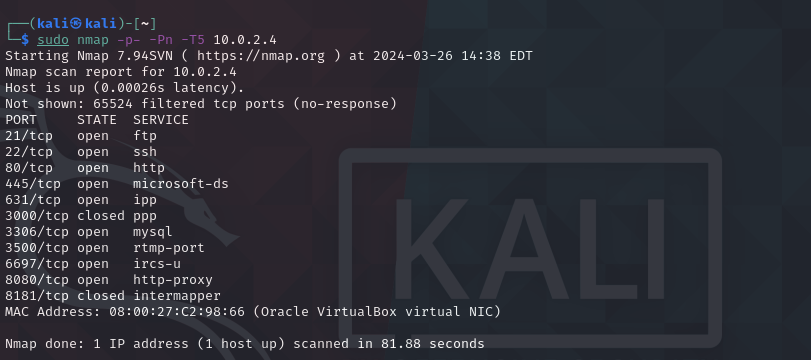 ┌──(kali㉿kali)-[~]
└─$ sudo nmap -p- -Pn -T5 10.0.2.4
Starting Nmap 7.94SVN ( https://nmap.org ) at 2024-03-26 14:38 EDT
Nmap scan report for 10.0.2.4
Host is up (0.00026s latency).
Not shown: 65524 filtered tcp ports (no-response)
PORT     STATE  SERVICE
21/tcp   open   ftp
22/tcp   open   ssh
80/tcp   open   http
445/tcp  open   microsoft-ds
631/tcp  open   ipp
3000/tcp closed ppp
3306/tcp open   mysql
3500/tcp open   rtmp-port
6697/tcp open   ircs-u
8080/tcp open   http-proxy
8181/tcp closed intermapper
MAC Address: 08:00:27:C2:98:66 (Oracle VirtualBox virtual NIC)
Nmap done: 1 IP address (1 host up) scanned in 81.88 seconds
KALI